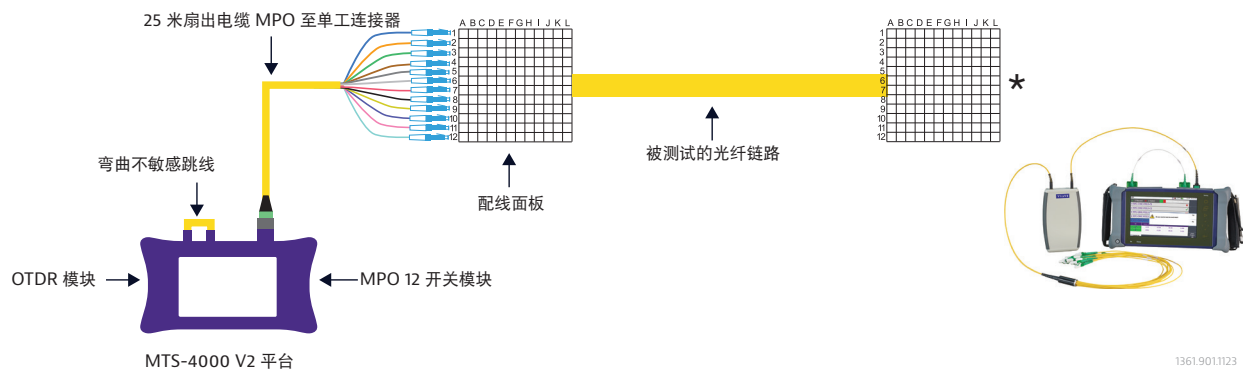 25 米扇出电缆 MPO 至单工连接器
A B C D E F G H I J K L
1
2
3
4
5
6
7
8
9
10
11
12
A B C D E F G H I J K L
1
2
3
4
5
6
7
8
9
10
11
12
*
被测试的光纤链路
弯曲不敏感跳线
配线面板
OTDR 模块
MPO 12 开关模块
MTS-4000 V2 平台
1361.901.1123